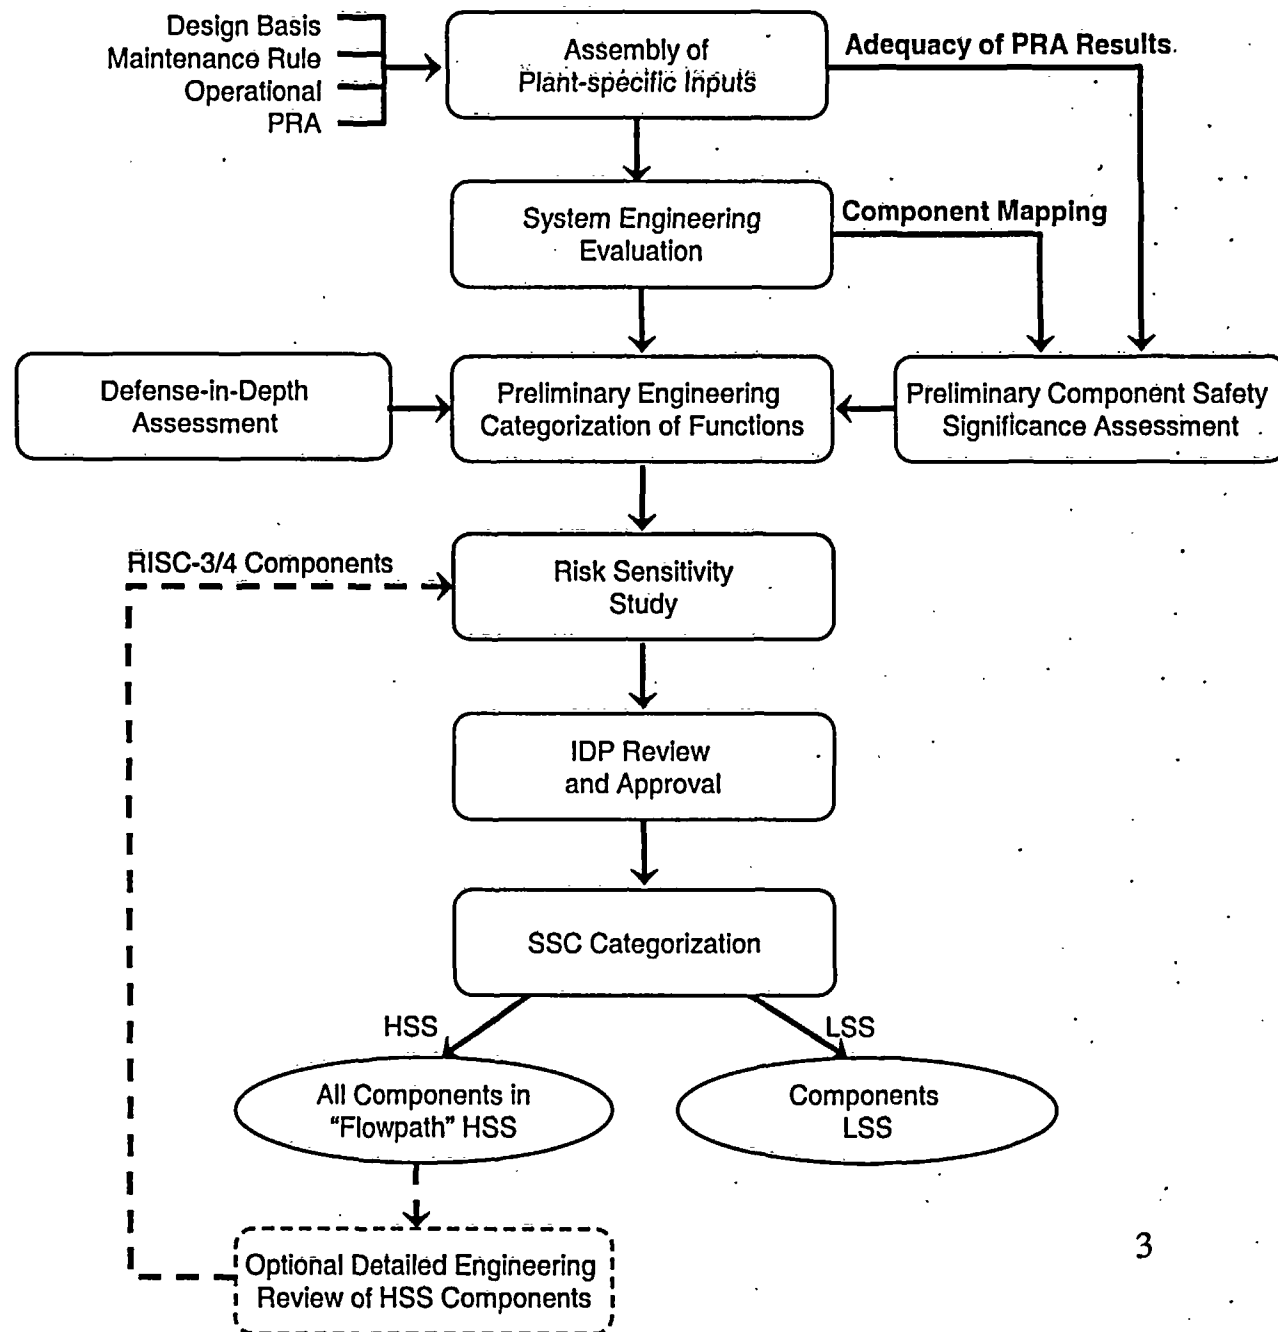 Design Basis
Maintenance Rule
Operational
PRA
Assembly of
Plant-specific Inputs
Adequacy of PRA Results
System Engineering
Evaluation
Component Mapping
Defense-in-Depth
Assessment
Preliminary Engineering
Categorization of Functions
Preliminary Component Safety
Significance Assessment
RISC-3/4 Components
Risk Sensitivity
Study
IDP Review
and Approval
SSC Categorization
HSS
LSS
All Components in
"Flowpath" HSS
Components
LSS
Optional Detailed Engineering
Review of HSS Components
3